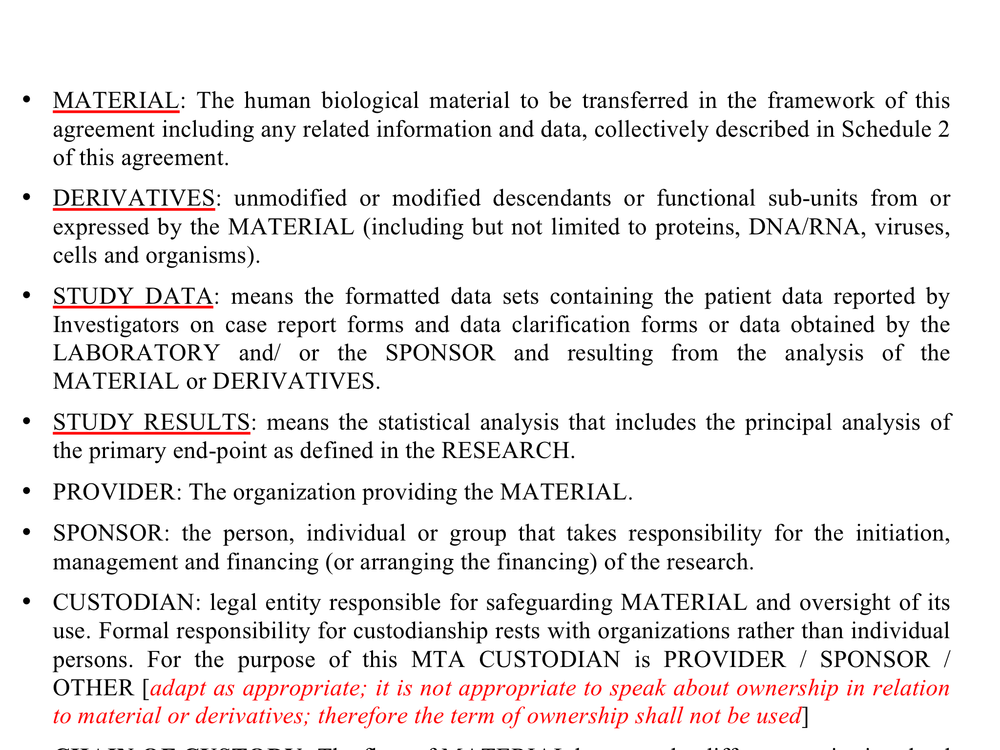 • MATERIAL: The human biological material to be transferred in the framework of this
agreement including any related information and data, collectively described in Schedule 2
of this agreement.
• DERIVATIVES: unmodified or modified descendants or functional sub-units from or
expressed by the MATERIAL (including but not limited to proteins, DNA/RNA, viruses,
cells and organisms).
• STUDY DATA: means the formatted data sets containing the patient data reported by
Investigators on case report forms and data clarification forms or data obtained by the
LABORATORY and/ or the SPONSOR and resulting from the analysis of the
MATERIAL or DERIVATIVES.
• STUDY RESULTS: means the statistical analysis that includes the principal analysis of
the primary end-point as defined in the RESEARCH.
• PROVIDER: The organization providing the MATERIAL.
• SPONSOR: the person, individual or group that takes responsibility for the initiation,
management and financing (or arranging the financing) of the research.
• CUSTODIAN: legal entity responsible for safeguarding MATERIAL and oversight of its
use. Formal responsibility for custodianship rests with organizations rather than individual
persons. For the purpose of this MTA CUSTODIAN is PROVIDER / SPONSOR /
OTHER [adapt as appropriate; it is not appropriate to speak about ownership in relation
to material or derivatives; therefore the term of ownership shall not be used]
CHAIN OF CUSTODY: The flow of MATERIAL